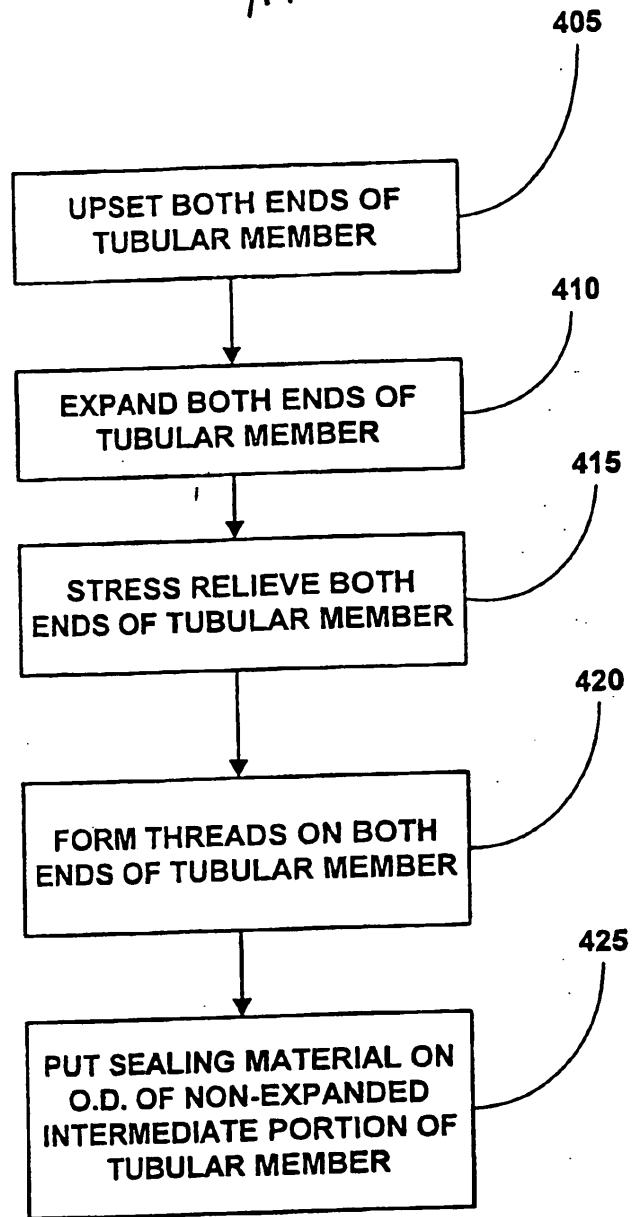 405
UPSET BOTH ENDS OF
TUBULAR MEMBER
410
EXPAND BOTH ENDS OF
TUBULAR MEMBER
415
STRESS RELIEVE BOTH
ENDS OF TUBULAR MEMBER
420
FORM THREADS ON BOTH
ENDS OF TUBULAR MEMBER
425
PUT SEALING MATERIAL ON
O.D. OF NON-EXPANDED
INTERMEDIATE PORTION OF
TUBULAR MEMBER